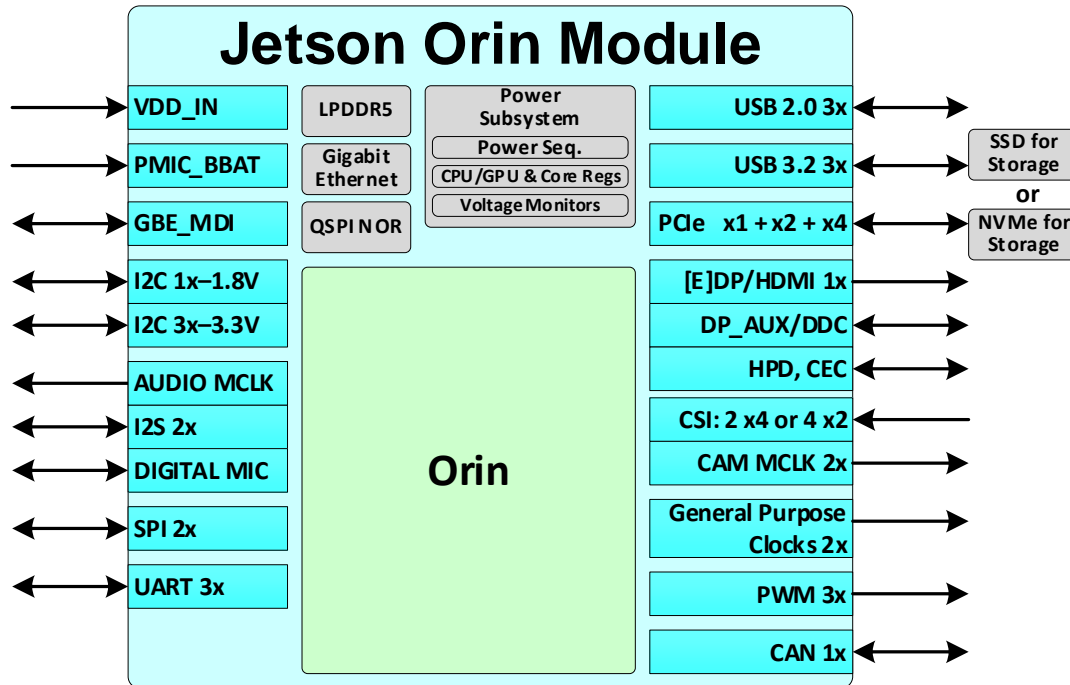 Jetson Orin Module
VDD_IN
PMIC_BBAT
GBE_MDI
I2C 1x–1.8V
I2C 3x–3.3V
AUDIO MCLK
I2S 2x
DIGITAL MIC
SPI 2x
UART 3x
LPDDR5
Gigabit
Ethernet
QSPI NOR
Power
Subsystem
Power Seq.
CPU/GPU & Core Regs
Voltage Monitors
Orin
USB 2.0 3x
USB 3.2 3x
PCIe x1 + x2 + x4
[E]DP/HDMI 1x
DP_AUX/DDC
HPD, CEC
CSI: 2 x4 or 4 x2
CAM MCLK 2x
General Purpose
Clocks 2x
PWM 3x
CAN 1x
SSD for
Storage
or
NVMe for
Storage